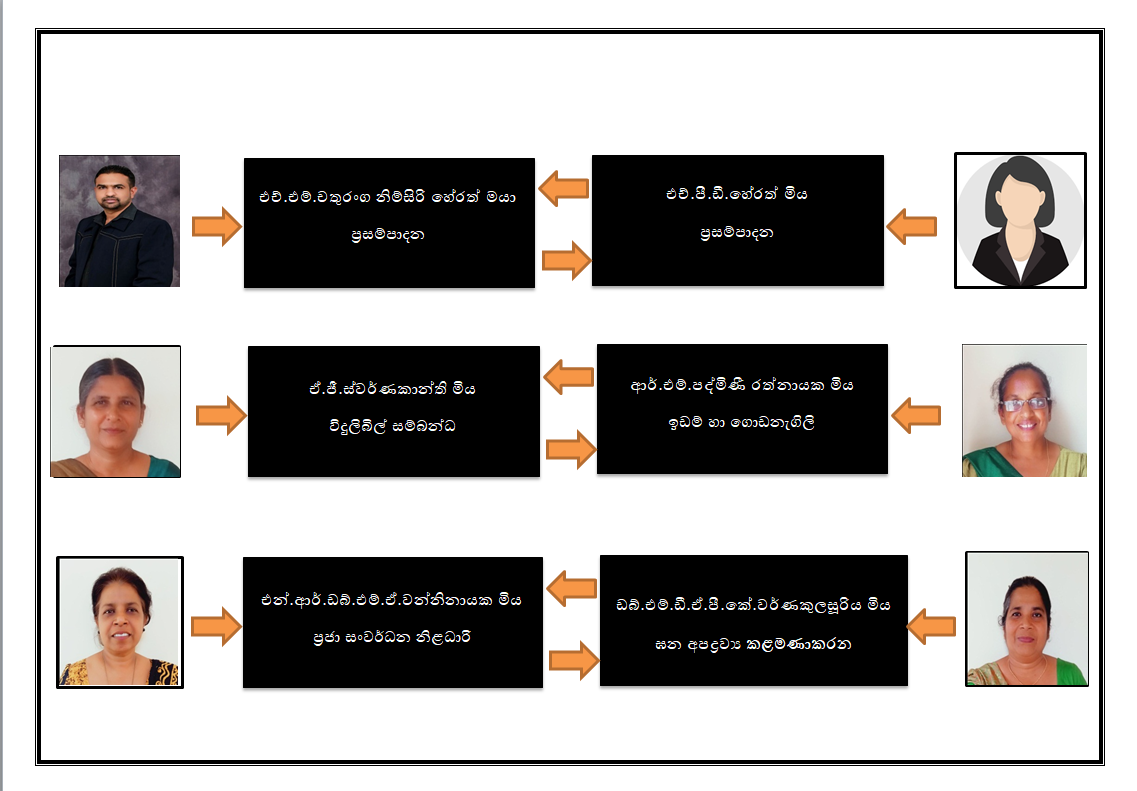 එච්.එම්.චතුරංග නිම්සිරි හේරත් මයා
ප්‍රසම්පාදන
එච්.පී.ඩී.හේරත් මිය
ප්‍රසම්පාදන
ඒ.ජී.ස්වර්ණකාන්ති මිය
විදුලිබිල් සම්බන්ධ
ආර්.එම්.පද්මිණී රත්නායක මිය
ඉඩම් හා ගොඩනැගිලි
එන්.ආර්.ඩබ්.එම්.ඒ.වන්නිනායක මිය
ප්‍රජා සංවර්ධන නිළධාරී
ඩබ්.එම්.ඩී.ඒ.පී.කේ.වර්ණකුලසූරිය මිය
ඝන අපද්‍රව්‍ය කළමණාකරන